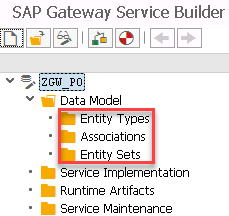 SAP Gateway Service Builder
ZGW_PO
Data Model
Entity Types
Associations
Entity Sets
Service Implementation
Runtime Artifacts
Service Maintenance